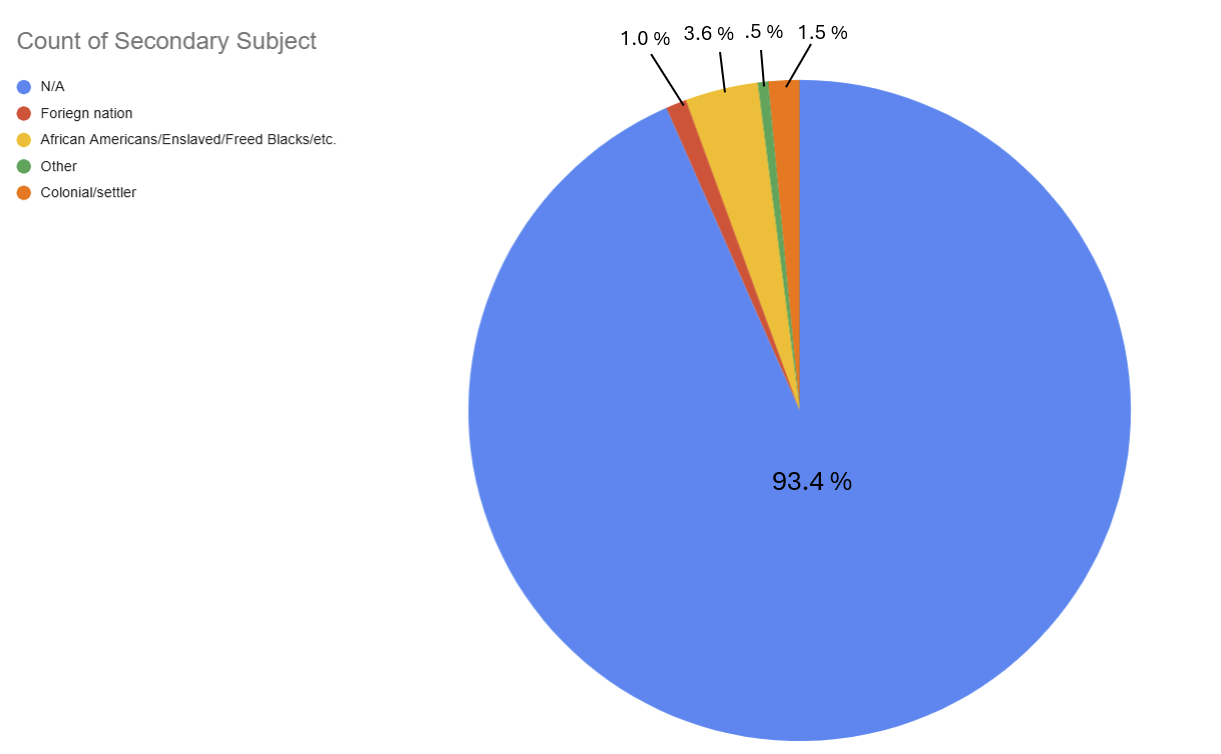 Count of Secondary Subject
N/A
Foriegn nation
African Americans/Enslaved/Freed Blacks/etc.
Other
Colonial/settler
1.0 %
3.6 %
.5 %
1.5 %
93.4 %